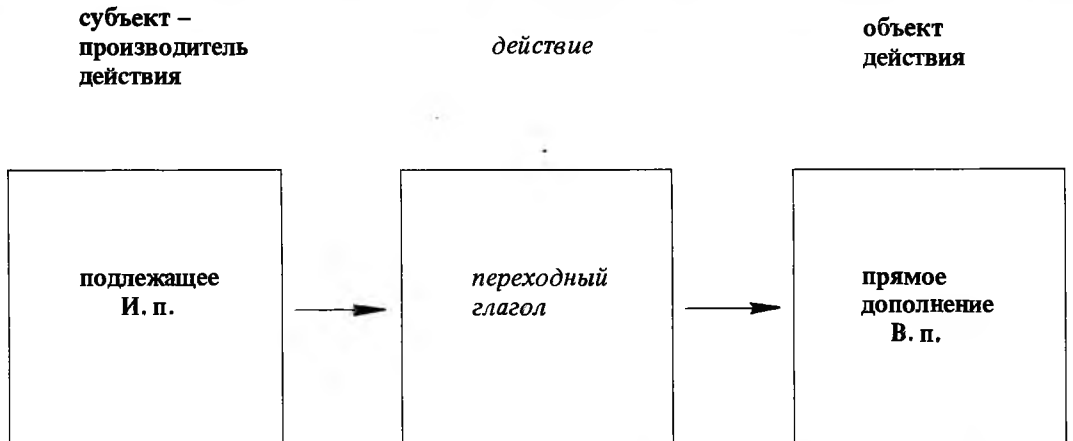 субъект –
производитель
действия
действие
объект
действия
подлежащее
И. п.
переходный
глагол
прямое
дополнение
В. п.